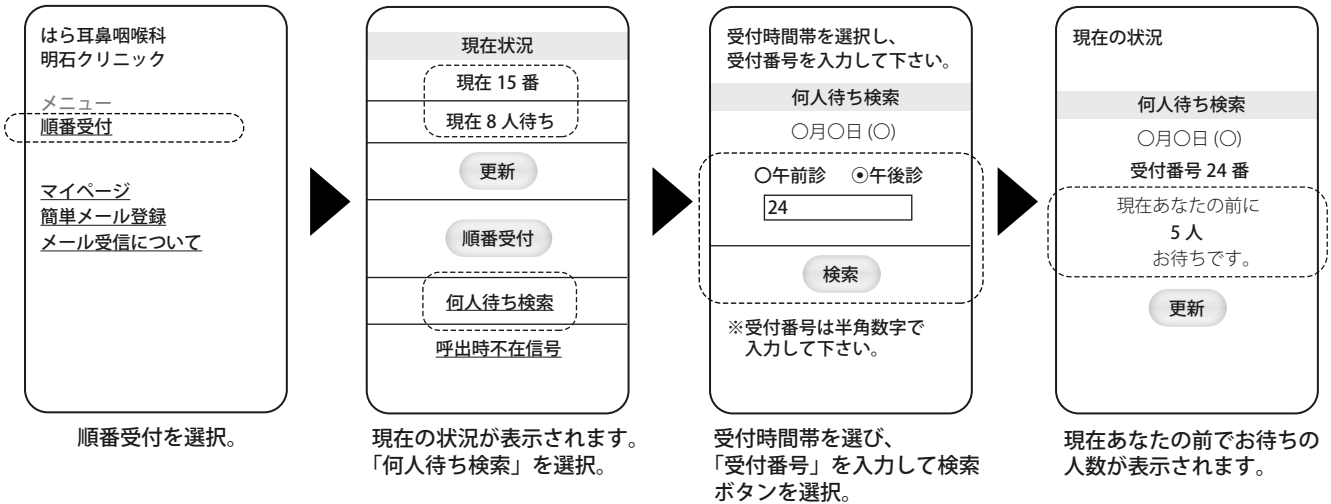 はら耳鼻咽喉科
明石クリニック
メニュー
順番受付
マイページ
簡単メール登録
メール受信について
順番受付を選択。
現在状況
現在 15 番
現在 8 人待ち
更新
順番受付
何人待ち検索
呼出時不在信号
現在の状況が表示されます。
「何人待ち検索」を選択。
受付時間帯を選択し、
受付番号を入力して下さい。
何人待ち検索
〇月〇日 (〇)
〇午前診 ◉午後診
24
検索
※受付番号は半角数字で
入力して下さい。
受付時間帯を選び、
「受付番号」を入力して検索
ボタンを選択。
現在の状況
何人待ち検索
〇月〇日 (〇)
受付番号 24 番
現在あなたの前に
5 人
お待ちです。
更新
現在あなたの前でお待ちの
人数が表示されます。